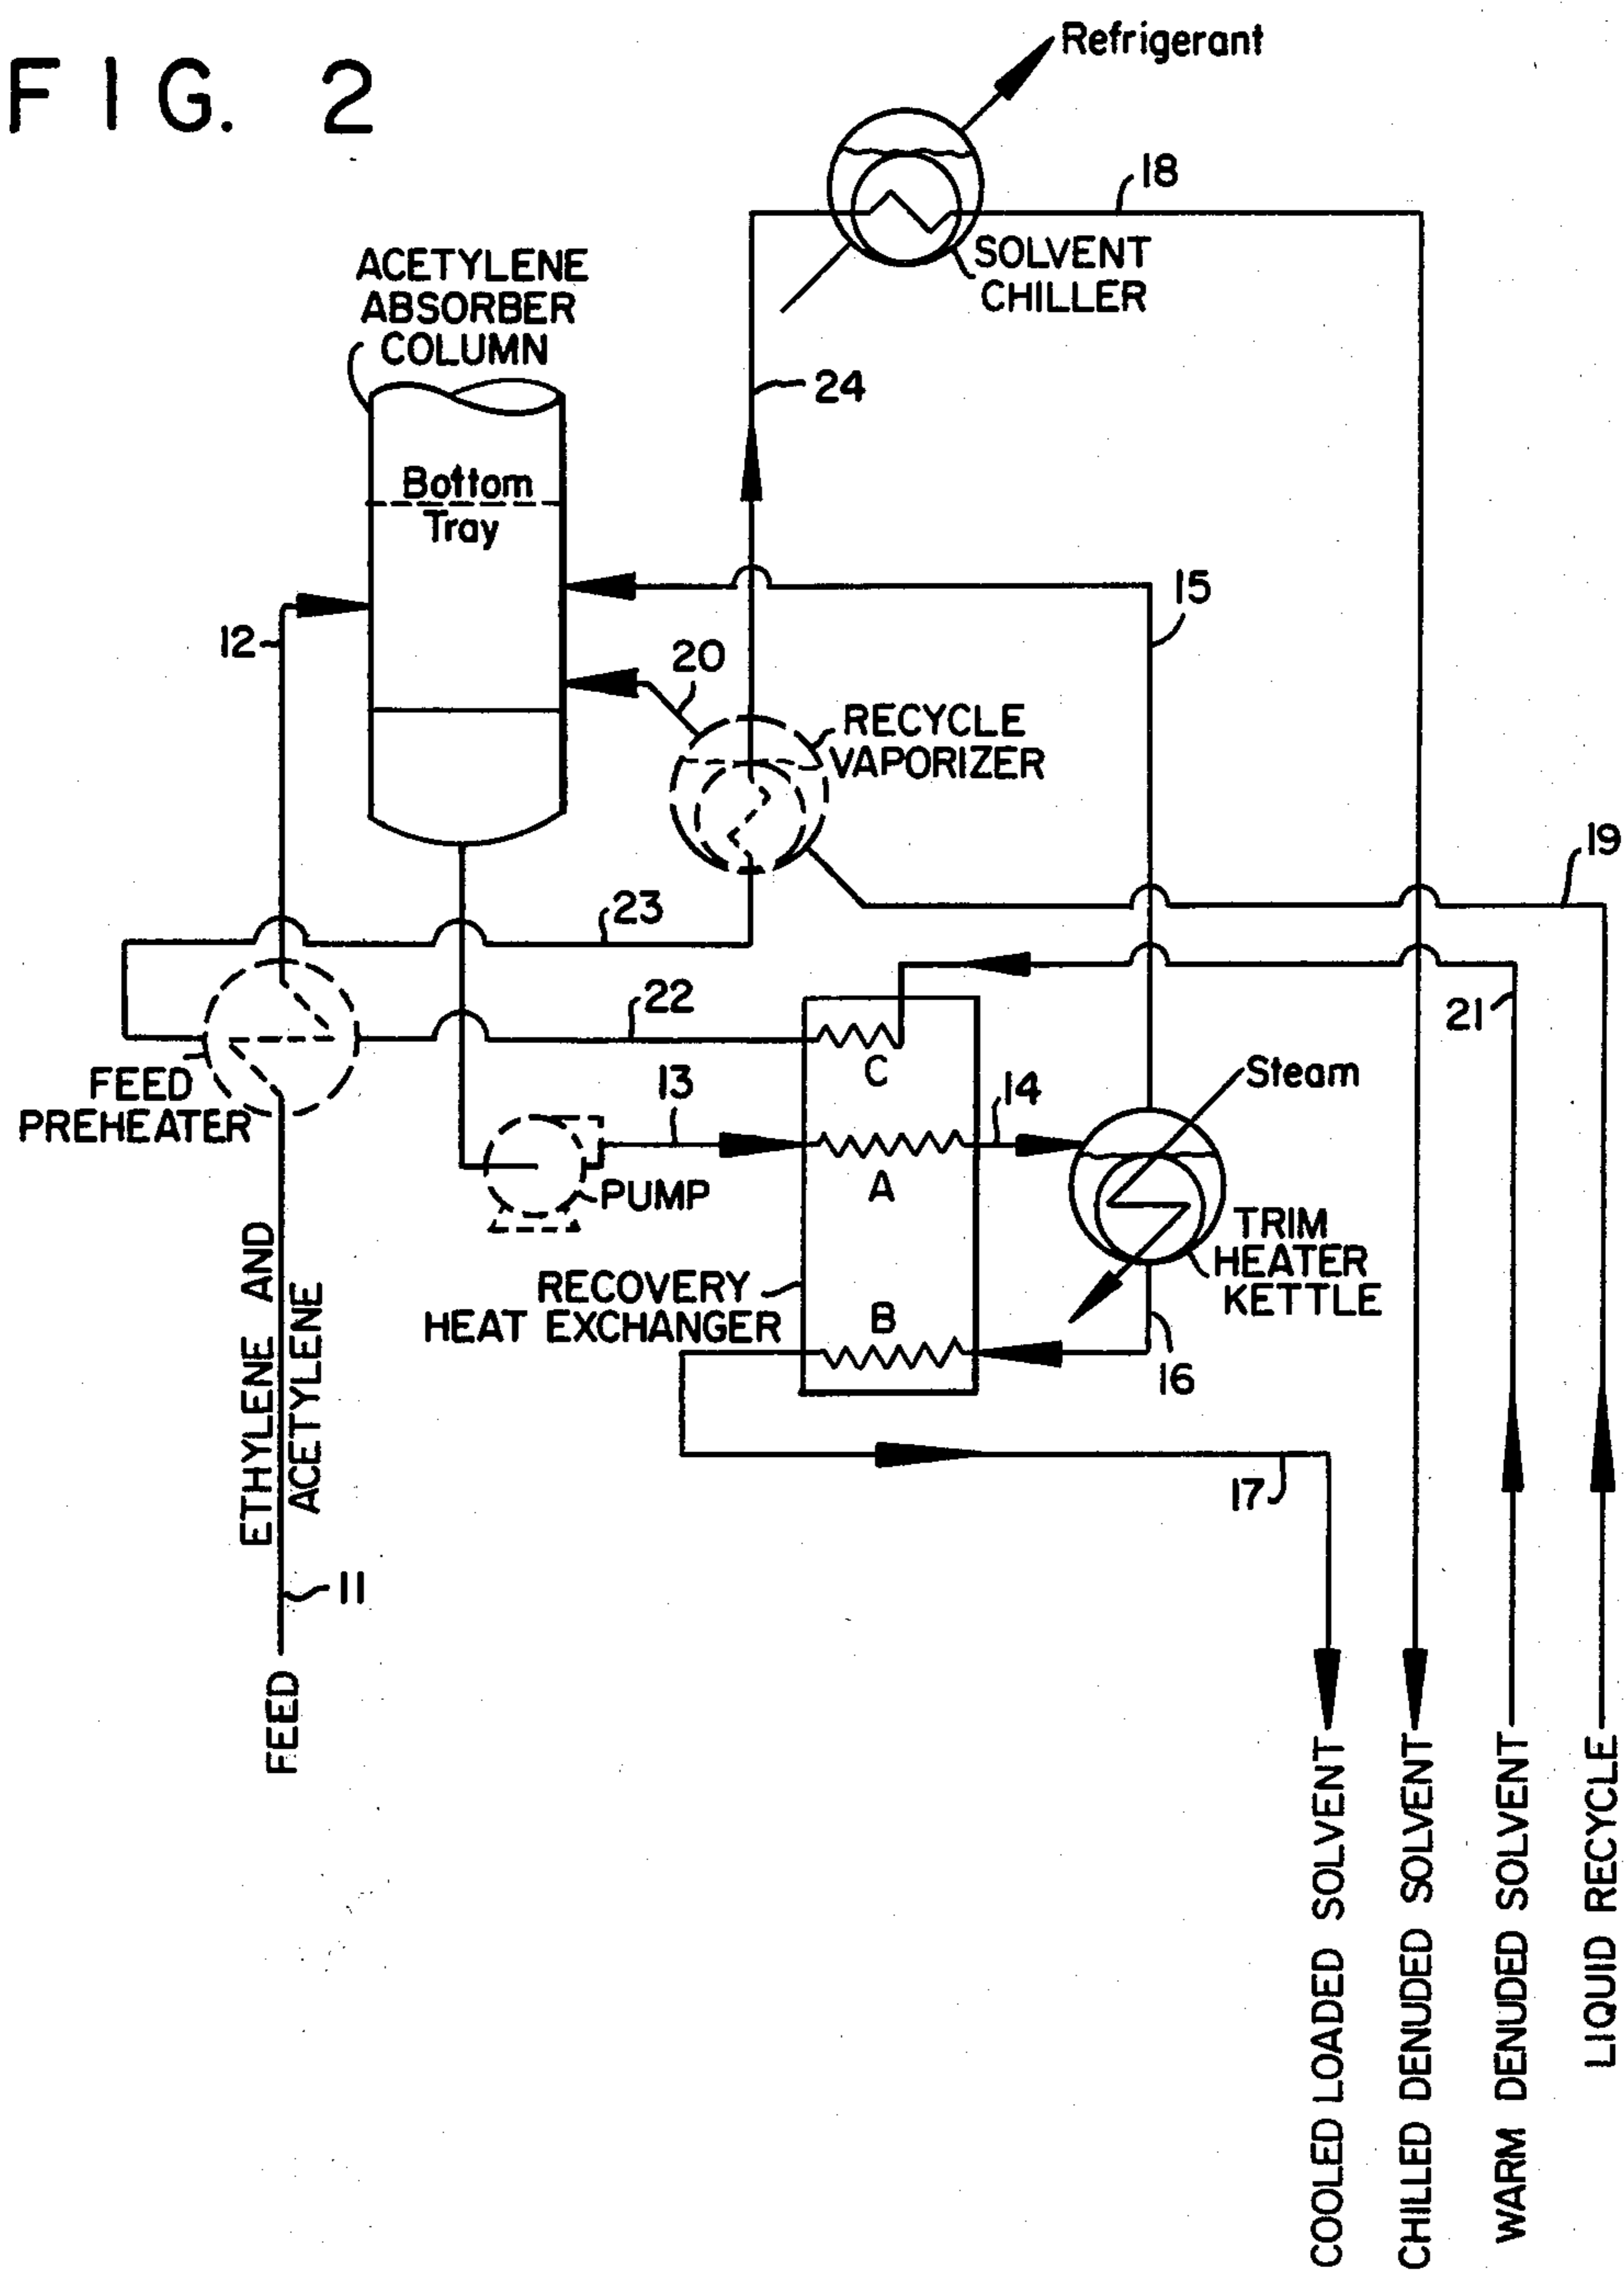 FIG. 2
Refrigerant
18
SOLVENT
CHILLER
ACETYLENE
ABSORBER
COLUMN
24
Bottom
Tray
15
12
20
RECYCLE
VAPORIZER
19
23
22
21
C
FEED
PREHEATER
13
14
Steam
A
PUMP
TRIM
HEATER
KETTLE
RECOVERY
HEAT EXCHANGER
B
16
ETHYLENE AND
ACETYLENE
17
11
FEED
COOLED LOADED SOLVENT
CHILLED DENUDED SOLVENT
WARM DENUDED SOLVENT
LIQUID RECYCLE